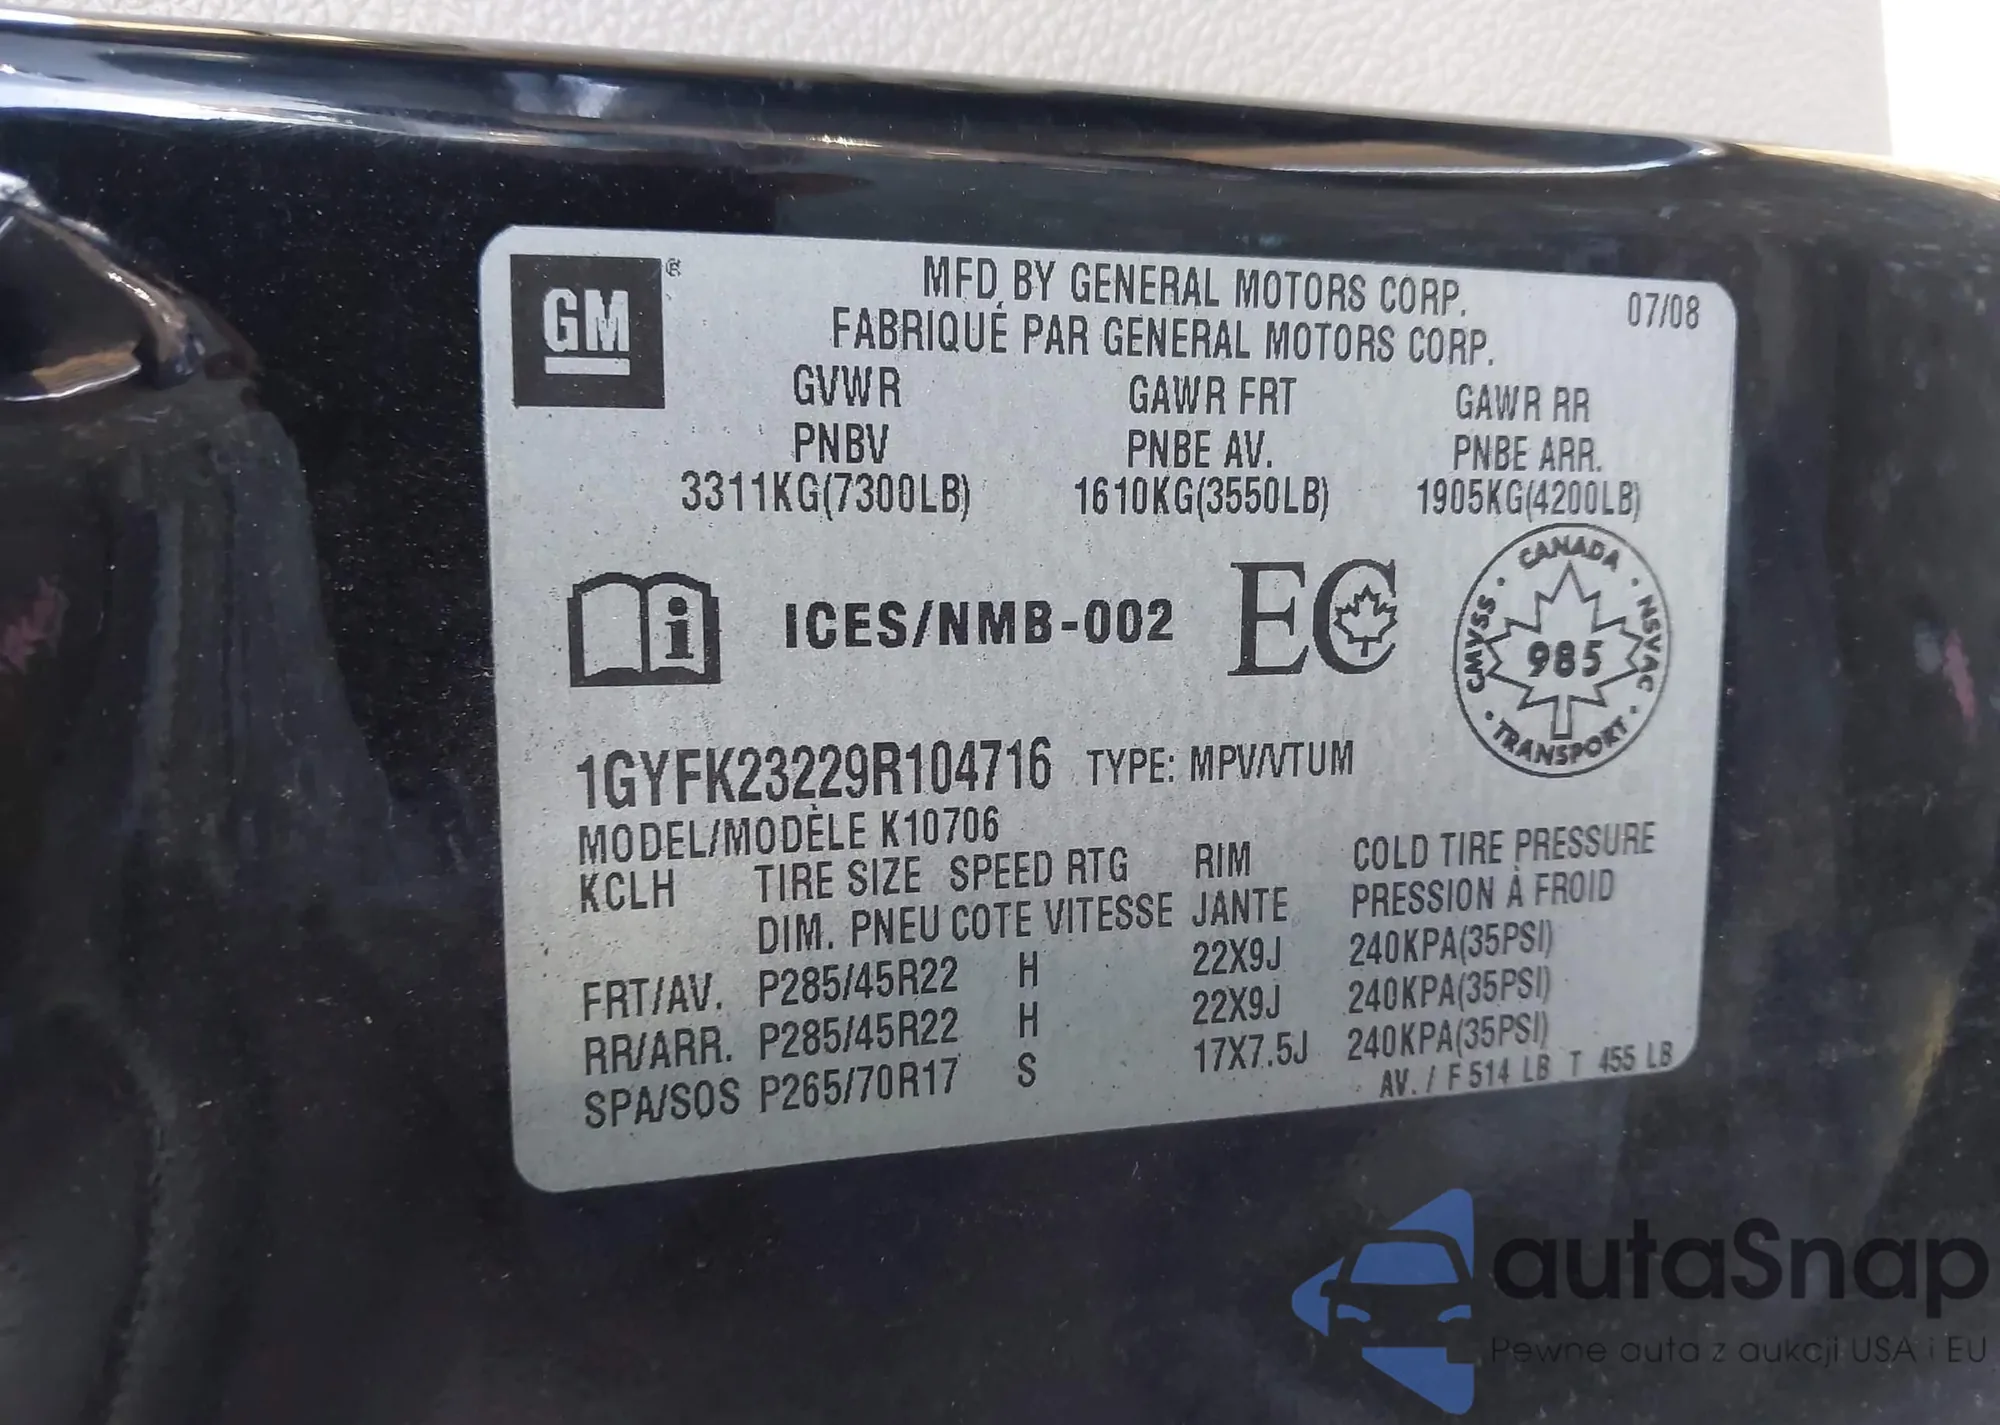 GM ®
MFD BY GENERAL MOTORS CORP. 07/08
FABRIQUÉ PAR GENERAL MOTORS CORP.
GVWR GAWR FRT GAWR RR
PNBV PNBE AV. PNBE ARR.
3311KG(7300LB) 1610KG(3550LB) 1905KG(4200LB)
i ICES/NMB-002 EC
CANADA
CMVSS 985 NSVAC
TRANSPORT
1GYFK23229R104716 TYPE: MPV/VTUM
MODEL/MODÈLE K10706
KCLH TIRE SIZE SPEED RTG RIM COLD TIRE PRESSURE
DIM. PNEU COTE VITESSE JANTE PRESSION À FROID
FRT/AV. P285/45R22 H 22X9J 240KPA(35PSI)
RR/ARR. P285/45R22 H 22X9J 240KPA(35PSI)
SPA/SOS P265/70R17 S 17X7.5J 240KPA(35PSI)
AV. / F 514 LB T 455 LB
autaSnap
Pewne auta z aukcji USA i EU